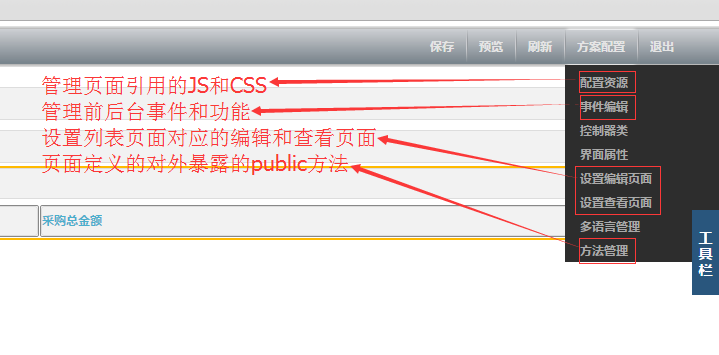 保存 预览 刷新 方案配置 退出
管理页面引用的JS和CSS
配置资源
管理前后台事件和功能
事件编辑
控制器类
设置列表页面对应的编辑和查看页面
界面属性
页面定义的对外暴露的public方法
设置编辑页面
设置查看页面
采购总金额
多语言管理
方法管理
工具栏